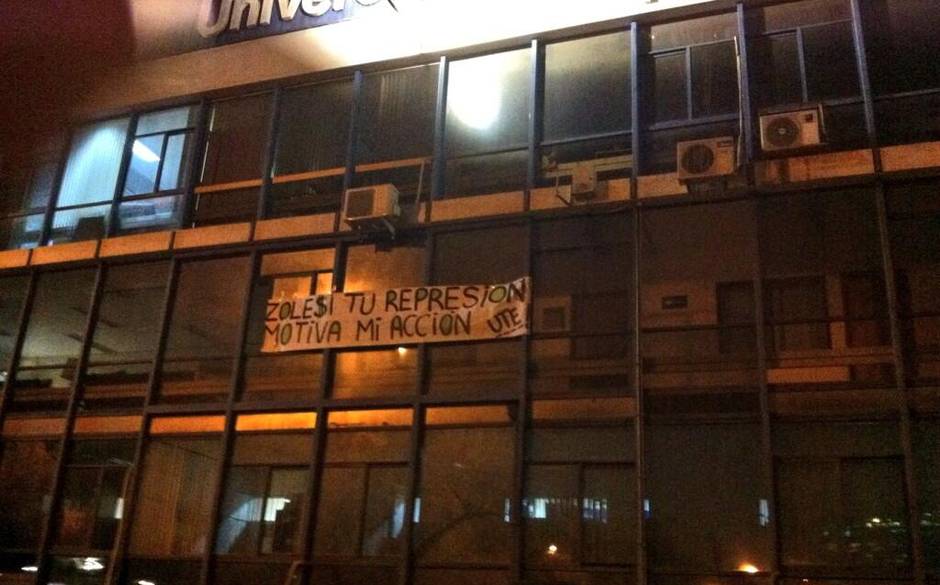 ZOLESI TU REPRESION
MOTIVA Mi ACCION UTE